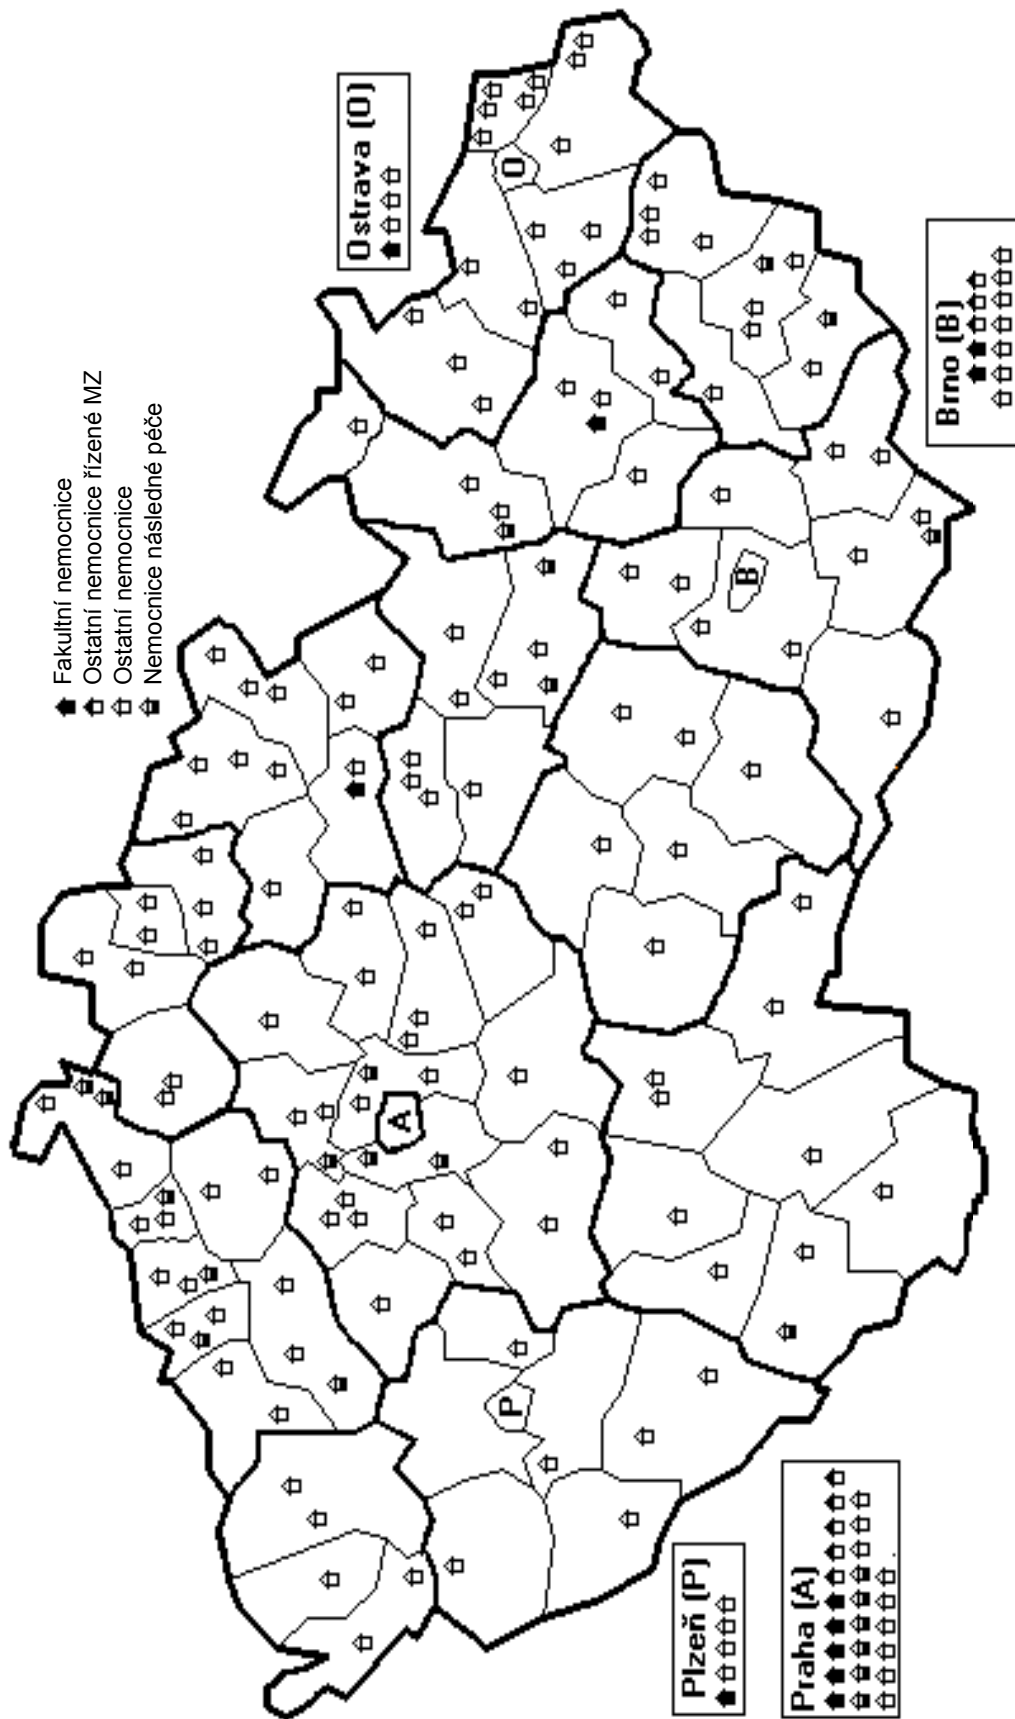 Fakultní nemocnice
Ostatní nemocnice řízené MZ
Ostatní nemocnice
Nemocnice následné péče
Ostrava (O)
O
A
B
P
Plzeň (P)
Praha (A)
Brno (B)